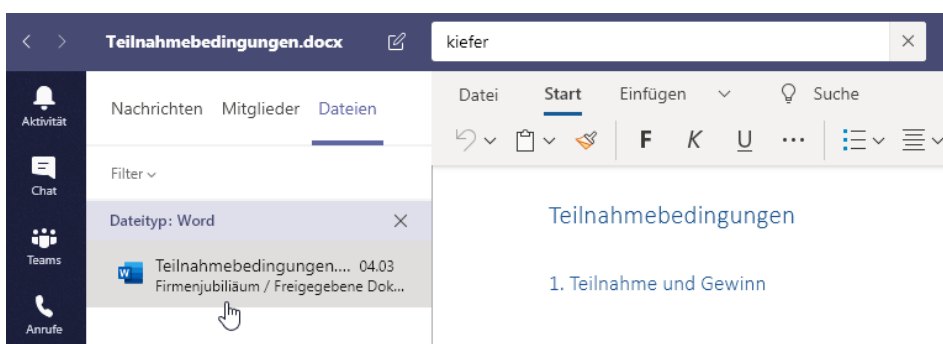 Teilnahmebedingungen.docx
kiefer
Aktivität
Chat
Teams
Anrufe
Nachrichten Mitglieder Dateien
Filter
Dateityp: Word
Teilnahmebedingungen.... 04.03
Firmenjubiläum / Freigegebene Dok...
Datei Start Einfügen Suche
F K U ...
Teilnahmebedingungen
1. Teilnahme und Gewinn